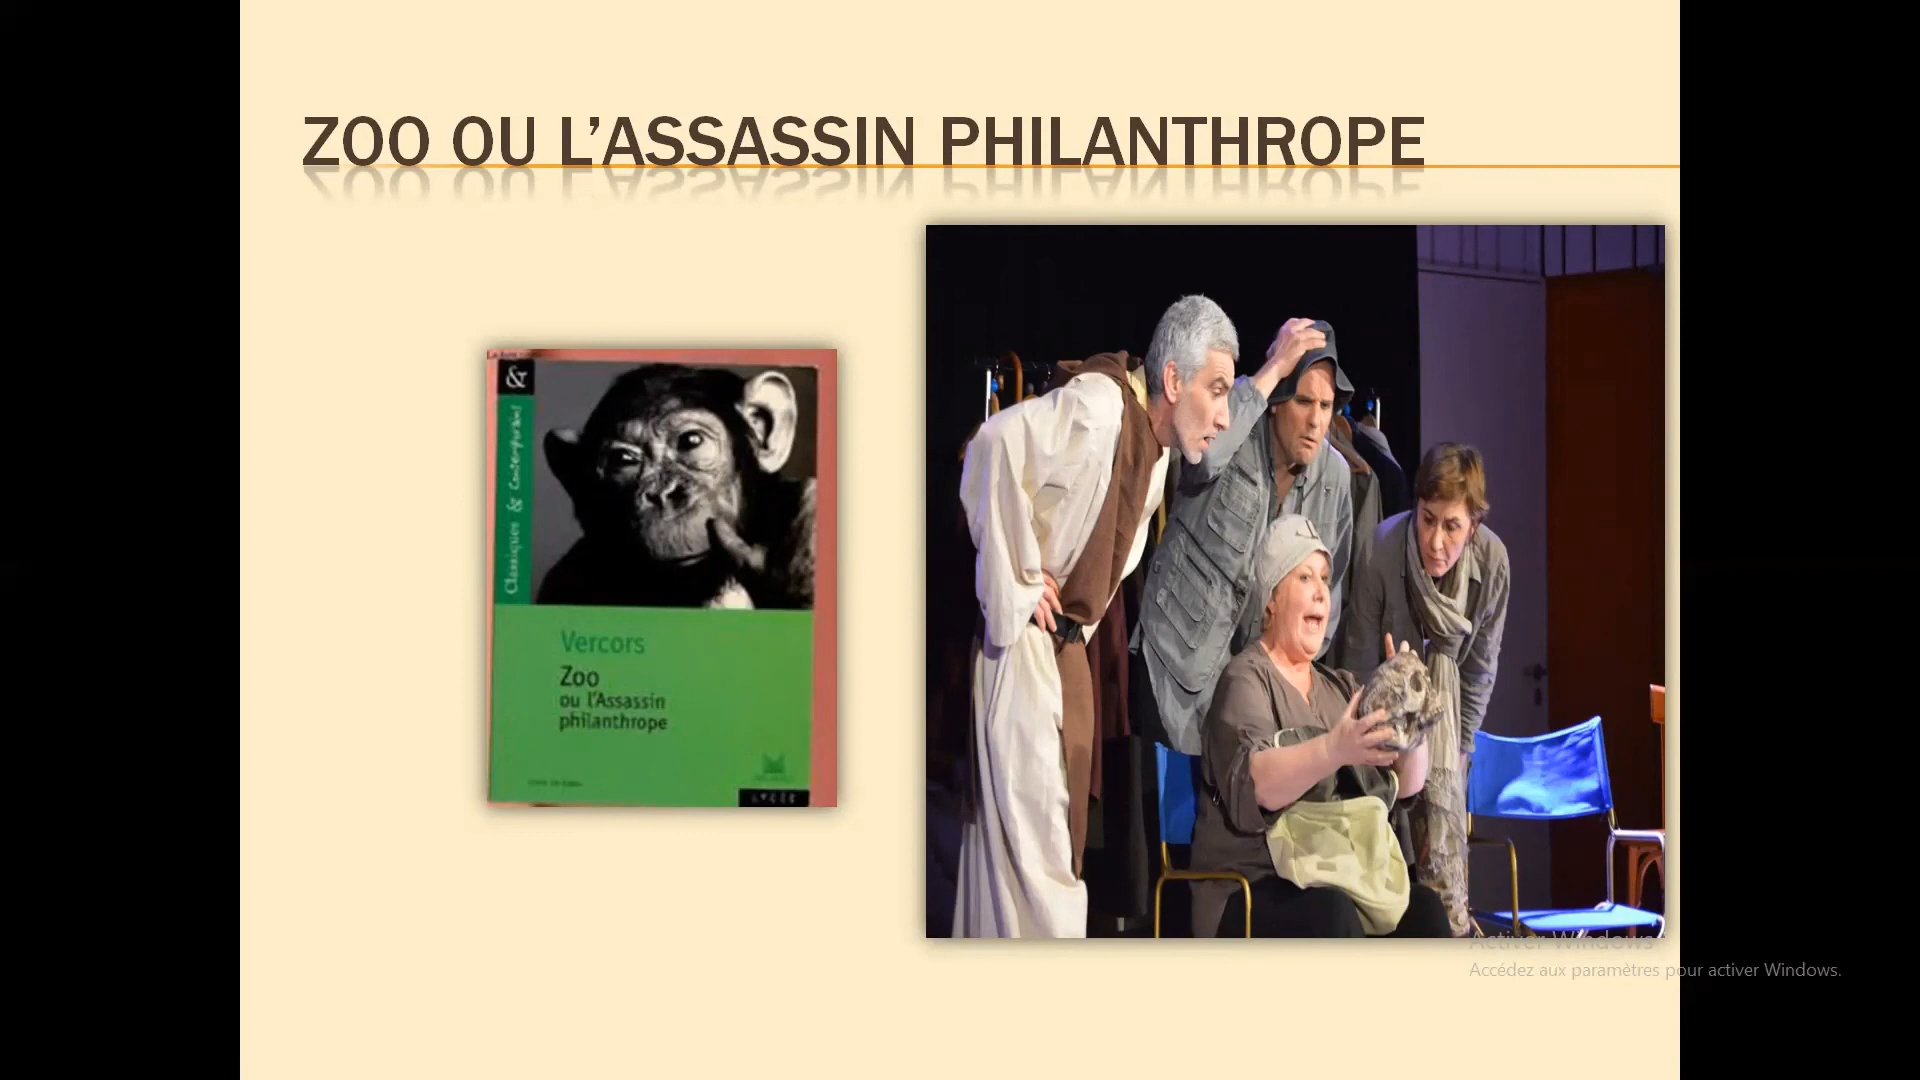 ZOO OU L’ASSASSIN PHILANTHROPE
&
Classiques & Contemporains
Vercors
Zoo
ou l'Assassin
philanthrope
LYCÉE
Activer Windows
Accédez aux paramètres pour activer Windows.